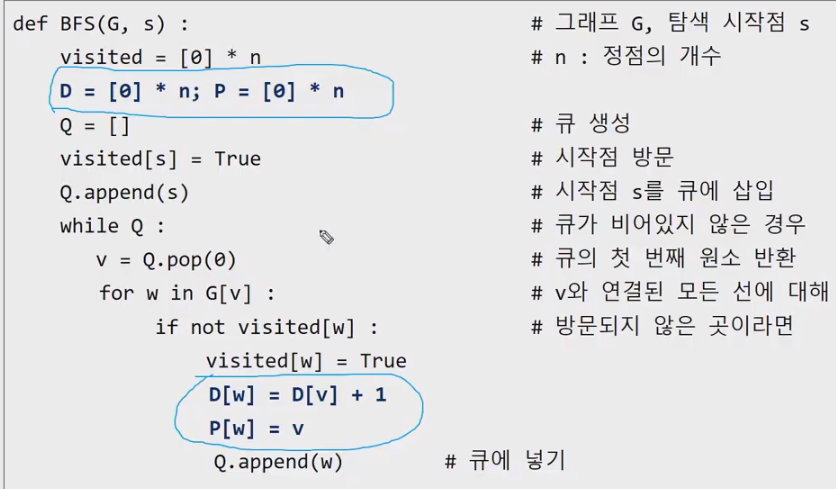 def BFS(G, s) : # 그래프 G, 탐색 시작점 s
visited = [0] * n # n : 정점의 개수
D = [0] * n; P = [0] * n
Q = [] # 큐 생성
visited[s] = True # 시작점 방문
Q.append(s) # 시작점 s를 큐에 삽입
while Q : # 큐가 비어있지 않은 경우
v = Q.pop(0) # 큐의 첫 번째 원소 반환
for w in G[v] : # v와 연결된 모든 선에 대해
if not visited[w] : # 방문되지 않은 곳이라면
visited[w] = True
D[w] = D[v] + 1
P[w] = v
Q.append(w) # 큐에 넣기